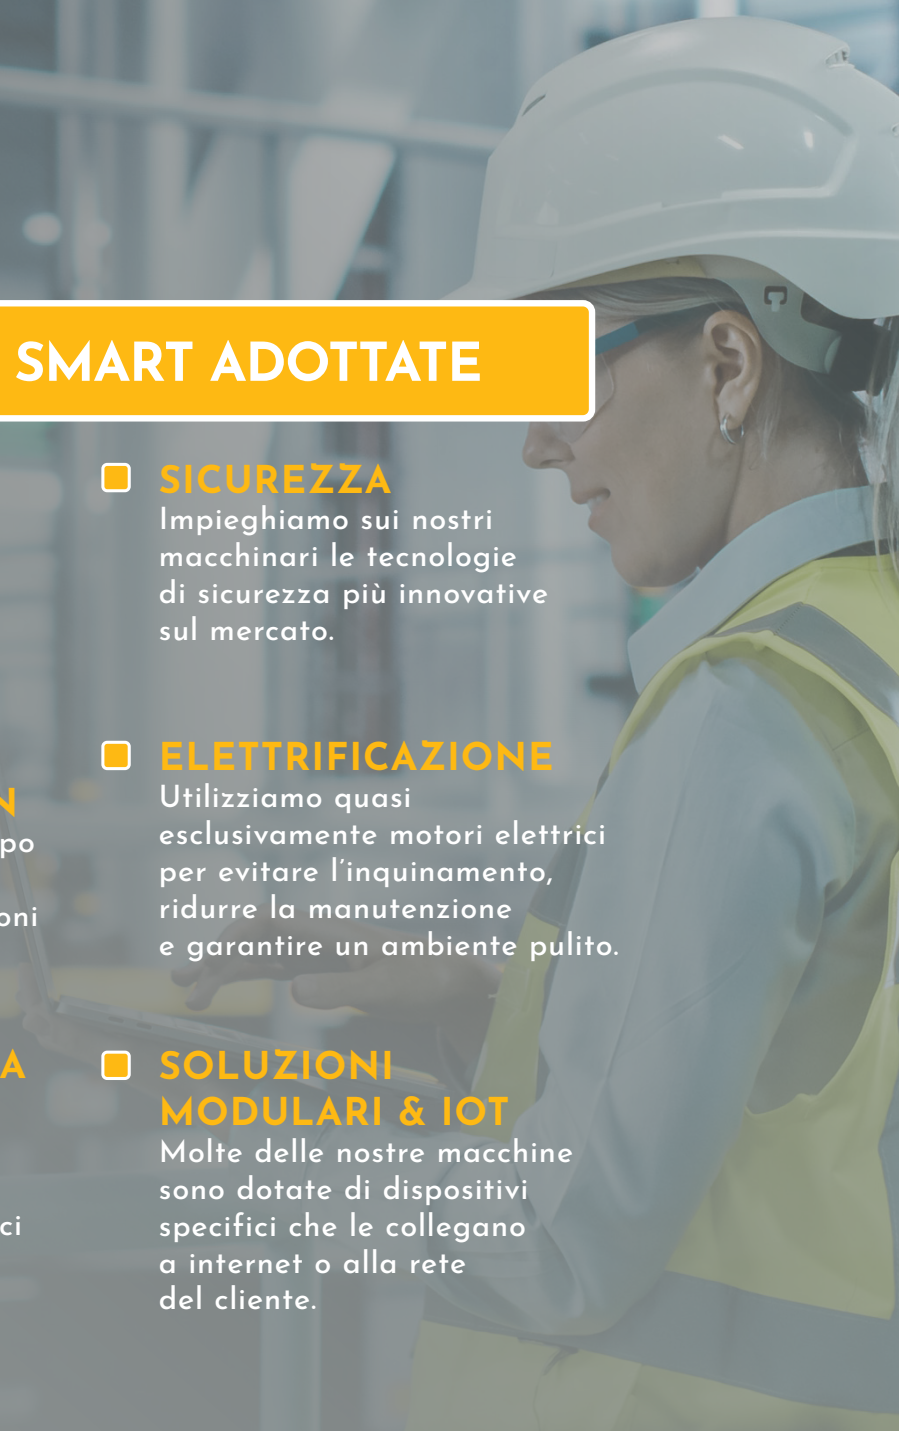 SMART ADOTTATE
SICUREZZA
Impieghiamo sui nostri
macchinari le tecnologie
di sicurezza più innovative
sul mercato.
ELETTRIFICAZIONE
Utilizziamo quasi
esclusivamente motori elettrici
per evitare l’inquinamento,
ridurre la manutenzione
e garantire un ambiente pulito.
SOLUZIONI
MODULARI & IOT
Molte delle nostre macchine
sono dotate di dispositivi
specifici che le collegano
a internet o alla rete
del cliente.